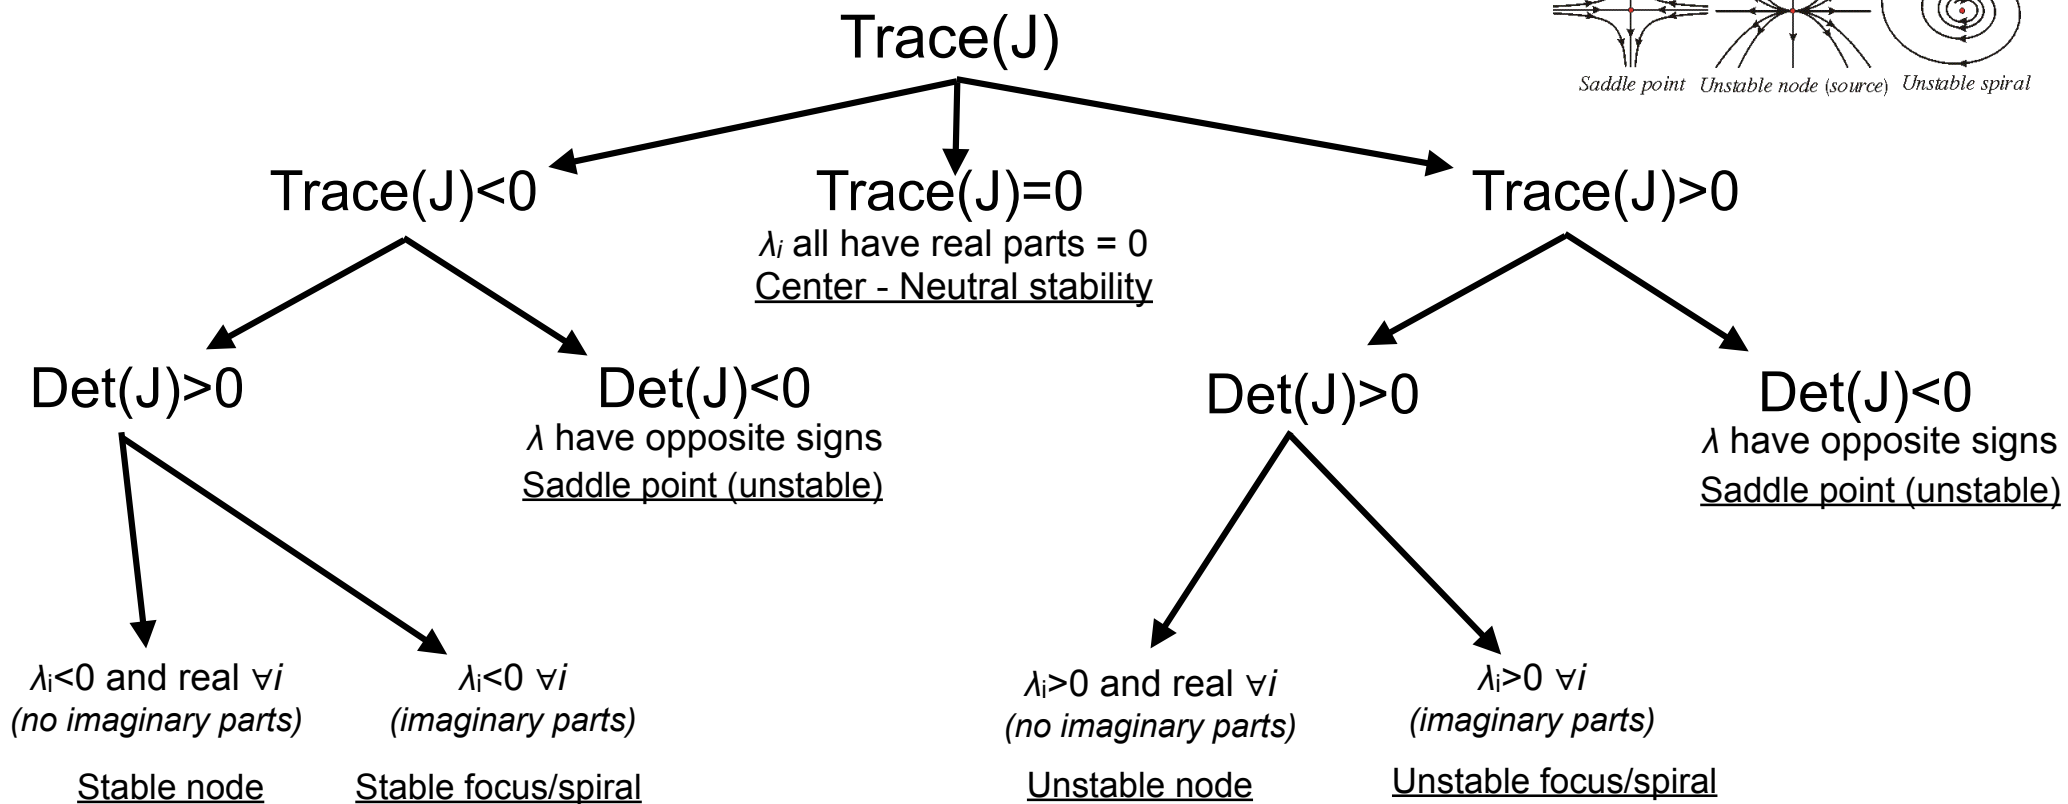 Saddle point Unstable node (source) Unstable spiral
Trace(J)
Trace(J)<0
Trace(J)=0
λi all have real parts = 0
Center - Neutral stability
Trace(J)>0
Det(J)>0
Det(J)<0
λ have opposite signs
Saddle point (unstable)
Det(J)>0
Det(J)<0
λ have opposite signs
Saddle point (unstable)
λi<0 and real ∀i
(no imaginary parts)
Stable node
λi<0 ∀i
(imaginary parts)
Stable focus/spiral
λi>0 and real ∀i
(no imaginary parts)
Unstable node
λi>0 ∀i
(imaginary parts)
Unstable focus/spiral